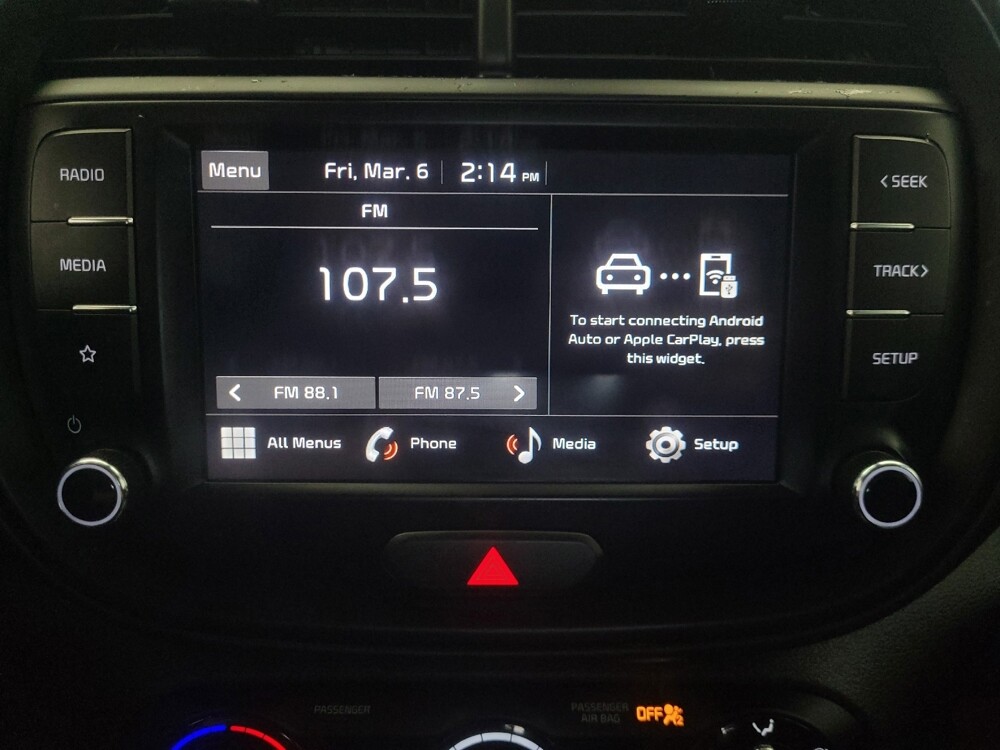 RADIO
MEDIA
Menu
Fri, Mar. 6
2:14 PM
FM
107.5
FM 88.1
FM 87.5
To start connecting Android
Auto or Apple CarPlay, press
this widget.
All Menus
Phone
Media
Setup
< SEEK
TRACK >
SETUP
PASSENGER
PASSENGER
AIR BAG
OFF
2